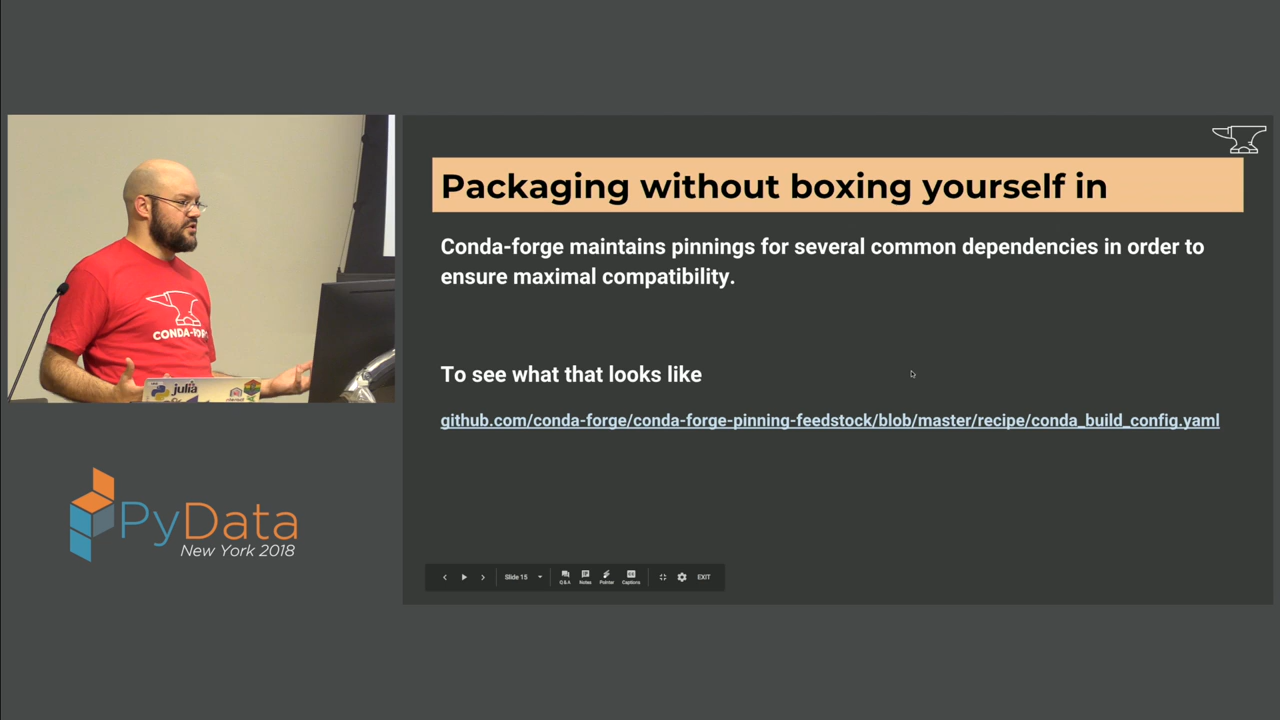 Packaging without boxing yourself in
Conda-forge maintains pinnings for several common dependencies in order to
ensure maximal compatibility.
To see what that looks like
github.com/conda-forge/conda-forge-pinning-feedstock/blob/master/recipe/conda_build_config.yaml
CONDA-FOR
julia
PyData
New York 2018
Slide 15
Q&A
Notes
Pointer
Captions
EXIT